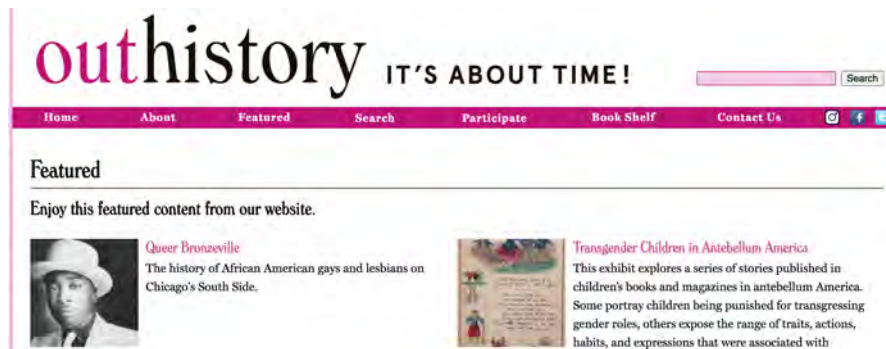 outhistory IT'S ABOUT TIME!
Search
Home About Featured Search Participate Book Shelf Contact Us
Featured
Enjoy this featured content from our website.
Queer Bronzeville
The history of African American gays and lesbians on
Chicago's South Side.
Transgender Children in Antebellum America
This exhibit explores a series of stories published in
children's books and magazines in antebellum America.
Some portray children being punished for transgressing
gender roles, others expose the range of traits, actions,
habits, and expressions that were associated with